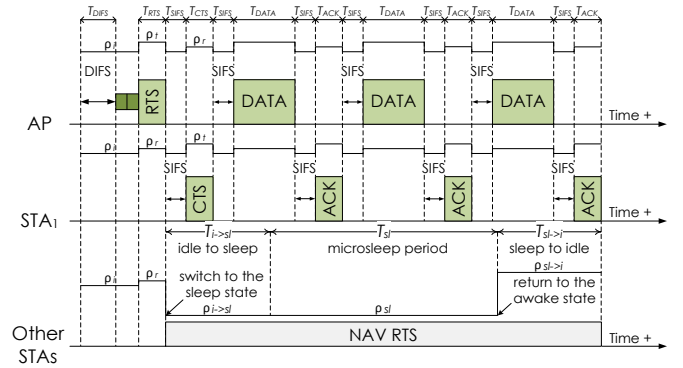 TDIFS TRTS TSIFS TCTS TSIFS TDATA TSIFS TACK TSIFS TDATA TSIFS TACK TSIFS TDATA TSIFS TACK
ρi ρt ρr
DIFS SIFS SIFS SIFS
RTS DATA DATA DATA
AP Time +
ρi ρr ρt
SIFS SIFS SIFS SIFS
CTS ACK ACK ACK
STA1 Time +
Ti->sl Tsl Tsl->i
idle to sleep microsleep period sleep to idle
ρi ρr switch to the sleep state ρsl->i
ρi->sl ρsl return to the awake state
NAV RTS
Other STAs Time +